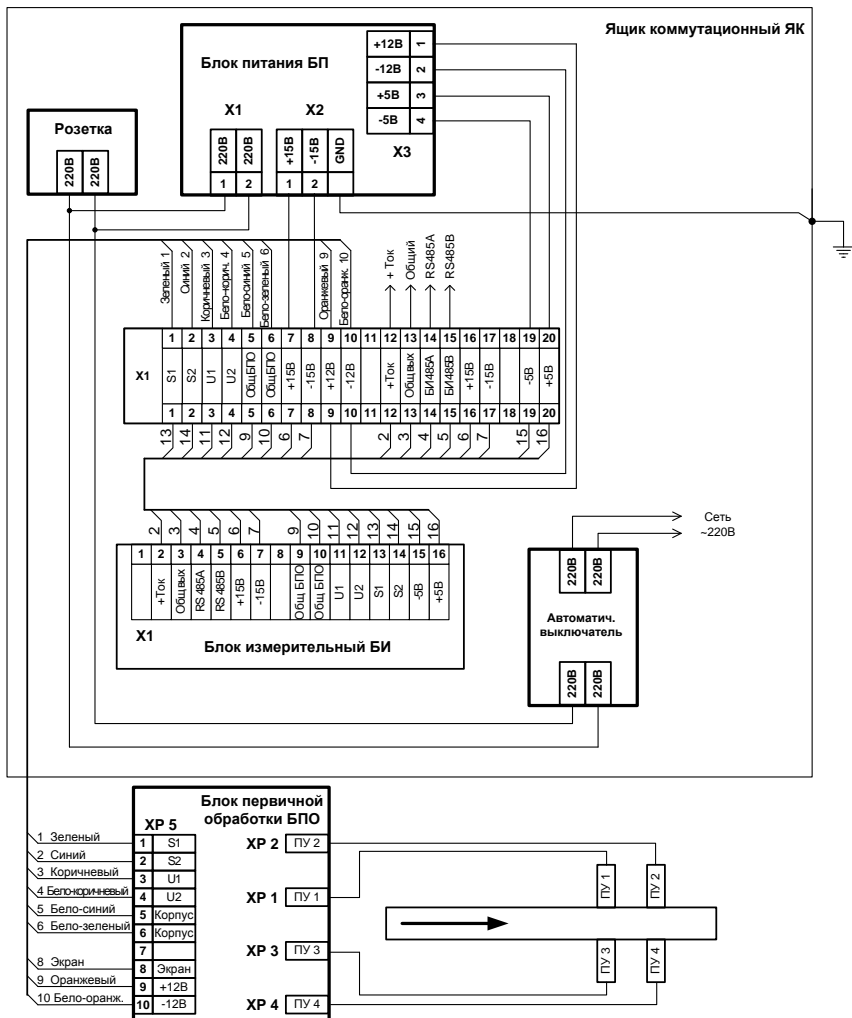 Ящик коммутационный ЯК
Блок питания БП
+12В 1
-12В 2
+5В 3
-5В 4
X3
X1
X2
220В 220В
1 2
+15В -15В GND
1 2
Розетка
220В 220В
Зеленый 1
Синий 2
Коричневый 3
Бело-корич. 4
Бело-синий 5
Бело-зеленый 6
Оранжевый 9
Бело-оранж. 10
+ Ток
Общий
RS485A
RS485B
1 2 3 4 5 6 7 8 9 10 11 12 13 14 15 16 17 18 19 20
X1
S1
S2
U1
U2
ОбщБПО
ОбщБПО
+15В
-15В
+12В
-12В
+Ток
Общвых
БИ485А
БИ485В
+15В
-15В
-5В
+5В
1 2 3 4 5 6 7 8 9 10 11 12 13 14 15 16 17 18 19 20
13 14 11 12 9 10 6 7 2 3 4 5 6 7 15 16
2 3 4 5 6 7 9 10 11 12 13 14 15 16
1 2 3 4 5 6 7 8 9 10 11 12 13 14 15 16
+Ток
Общвых
RS 485A
RS 485B
+15В
-15В
Общ БПО
Общ БПО
U1
U2
S1
S2
-5В
+5В
X1
Блок измерительный БИ
Сеть
~220В
220В 220В
Автоматич.
выключатель
220В 220В
Блок первичной
обработки БПО
XP 5
1 Зеленый
1 S1
2 Синий
2 S2
3 Коричневый
3 U1
4 Бело-коричневый
4 U2
5 Бело-синий
5 Корпус
6 Бело-зеленый
6 Корпус
7
8 Экран
8 Экран
9 Оранжевый
9 +12В
10 Бело-оранж.
10 -12В
XP 2 ПУ 2
XP 1 ПУ 1
XP 3 ПУ 3
XP 4 ПУ 4
ПУ 1
ПУ 2
ПУ 3
ПУ 4